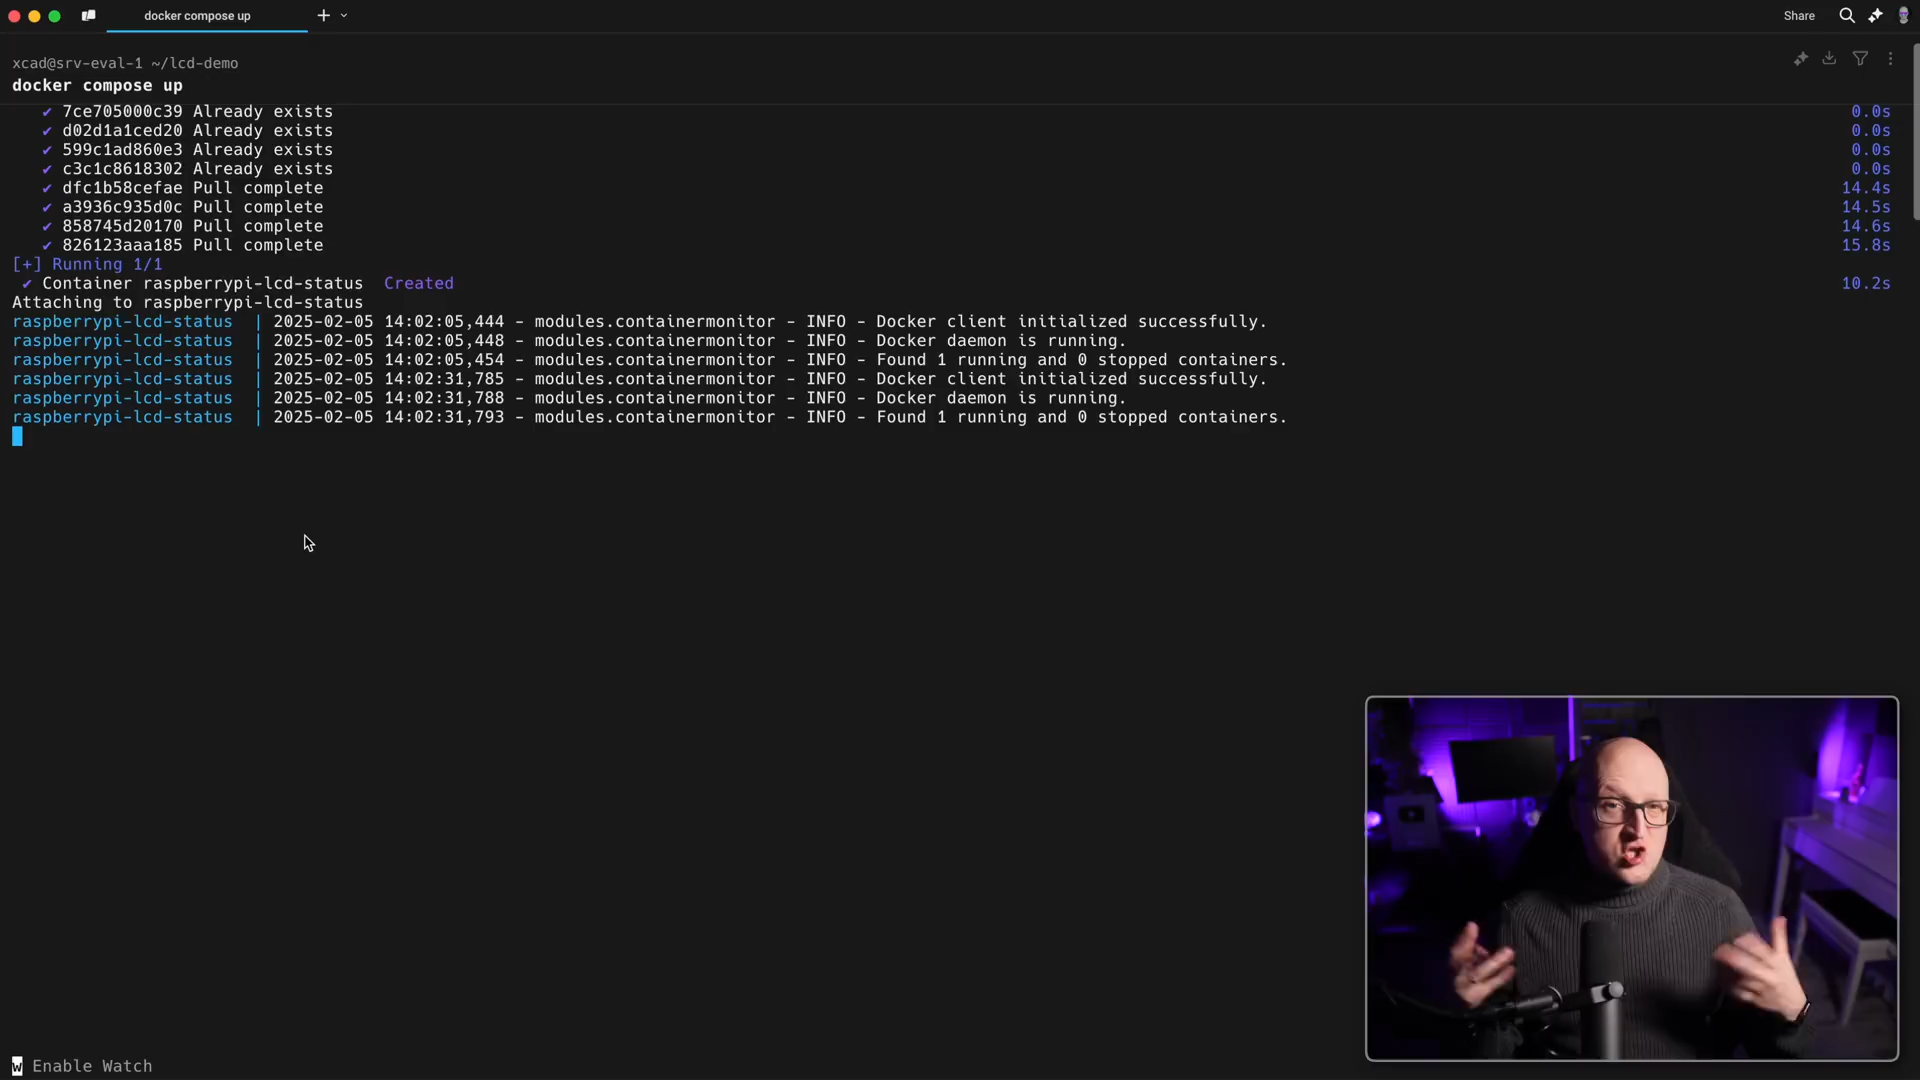 docker compose up
Share
xcad@srv-eval-1 ~/lcd-demo
docker compose up
✔ 7ce705000c39 Already exists 0.0s
✔ d02d1a1ced20 Already exists 0.0s
✔ 599c1ad860e3 Already exists 0.0s
✔ c3c1c8618302 Already exists 0.0s
✔ dfc1b58cefae Pull complete 14.4s
✔ a3936c935d0c Pull complete 14.5s
✔ 858745d20170 Pull complete 14.6s
✔ 826123aaa185 Pull complete 15.8s
[+] Running 1/1
✔ Container raspberrypi-lcd-status Created 10.2s
Attaching to raspberrypi-lcd-status
raspberrypi-lcd-status | 2025-02-05 14:02:05,444 - modules.containermonitor - INFO - Docker client initialized successfully.
raspberrypi-lcd-status | 2025-02-05 14:02:05,448 - modules.containermonitor - INFO - Docker daemon is running.
raspberrypi-lcd-status | 2025-02-05 14:02:05,454 - modules.containermonitor - INFO - Found 1 running and 0 stopped containers.
raspberrypi-lcd-status | 2025-02-05 14:02:31,785 - modules.containermonitor - INFO - Docker client initialized successfully.
raspberrypi-lcd-status | 2025-02-05 14:02:31,788 - modules.containermonitor - INFO - Docker daemon is running.
raspberrypi-lcd-status | 2025-02-05 14:02:31,793 - modules.containermonitor - INFO - Found 1 running and 0 stopped containers.
w Enable Watch